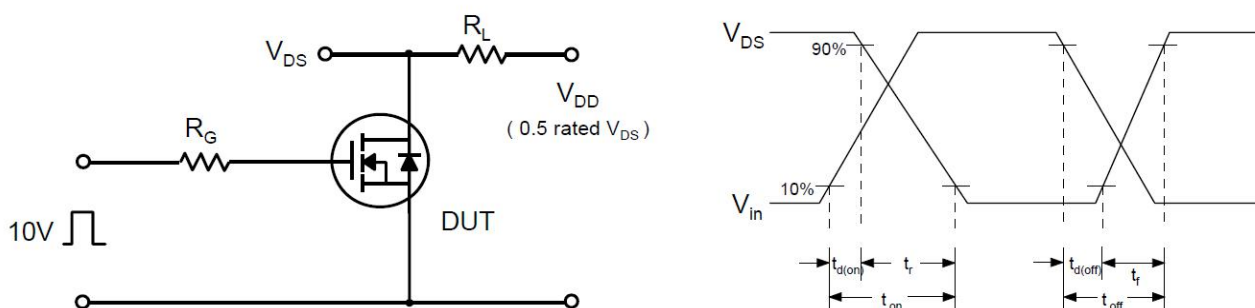 V_DS
R_L
V_DD
( 0.5 rated V_DS )
R_G
10V
DUT
V_DS
90%
10%
V_in
t_d(on)
t_r
t_on
t_d(off)
t_f
t_off